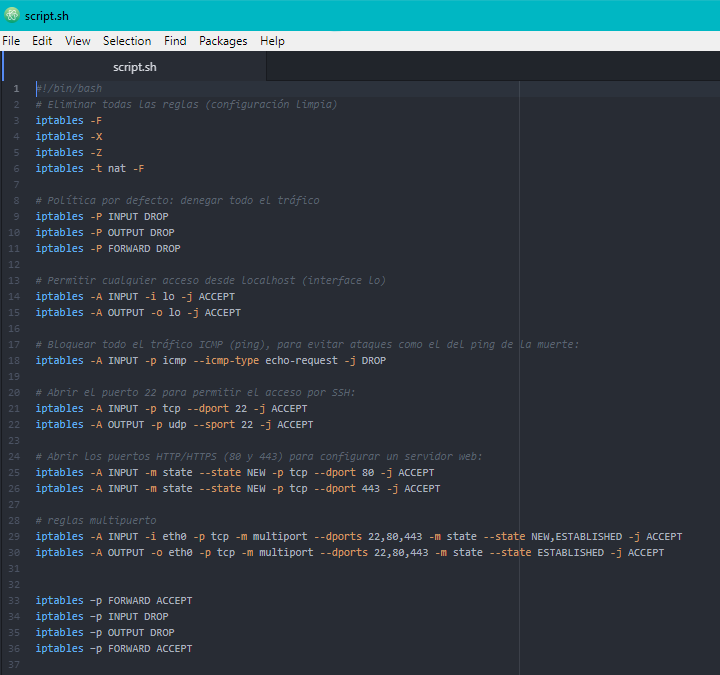 script.sh
File Edit View Selection Find Packages Help
script.sh
1 #!/bin/bash
2 # Eliminar todas las reglas (configuración limpia)
3 iptables -F
4 iptables -X
5 iptables -Z
6 iptables -t nat -F
7
8 # Política por defecto: denegar todo el tráfico
9 iptables -P INPUT DROP
10 iptables -P OUTPUT DROP
11 iptables -P FORWARD DROP
12
13 # Permitir cualquier acceso desde localhost (interface lo)
14 iptables -A INPUT -i lo -j ACCEPT
15 iptables -A OUTPUT -o lo -j ACCEPT
16
17 # Bloquear todo el tráfico ICMP (ping), para evitar ataques como el del ping de la muerte:
18 iptables -A INPUT -p icmp --icmp-type echo-request -j DROP
19
20 # Abrir el puerto 22 para permitir el acceso por SSH:
21 iptables -A INPUT -p tcp --dport 22 -j ACCEPT
22 iptables -A OUTPUT -p udp --sport 22 -j ACCEPT
23
24 # Abrir los puertos HTTP/HTTPS (80 y 443) para configurar un servidor web:
25 iptables -A INPUT -m state --state NEW -p tcp --dport 80 -j ACCEPT
26 iptables -A INPUT -m state --state NEW -p tcp --dport 443 -j ACCEPT
27
28 # reglas multipuerto
29 iptables -A INPUT -i eth0 -p tcp -m multiport --dports 22,80,443 -m state --state NEW,ESTABLISHED -j ACCEPT
30 iptables -A OUTPUT -o eth0 -p tcp -m multiport --dports 22,80,443 -m state --state ESTABLISHED -j ACCEPT
31
32
33 iptables –p FORWARD ACCEPT
34 iptables –p INPUT DROP
35 iptables –p OUTPUT DROP
36 iptables –p FORWARD ACCEPT
37